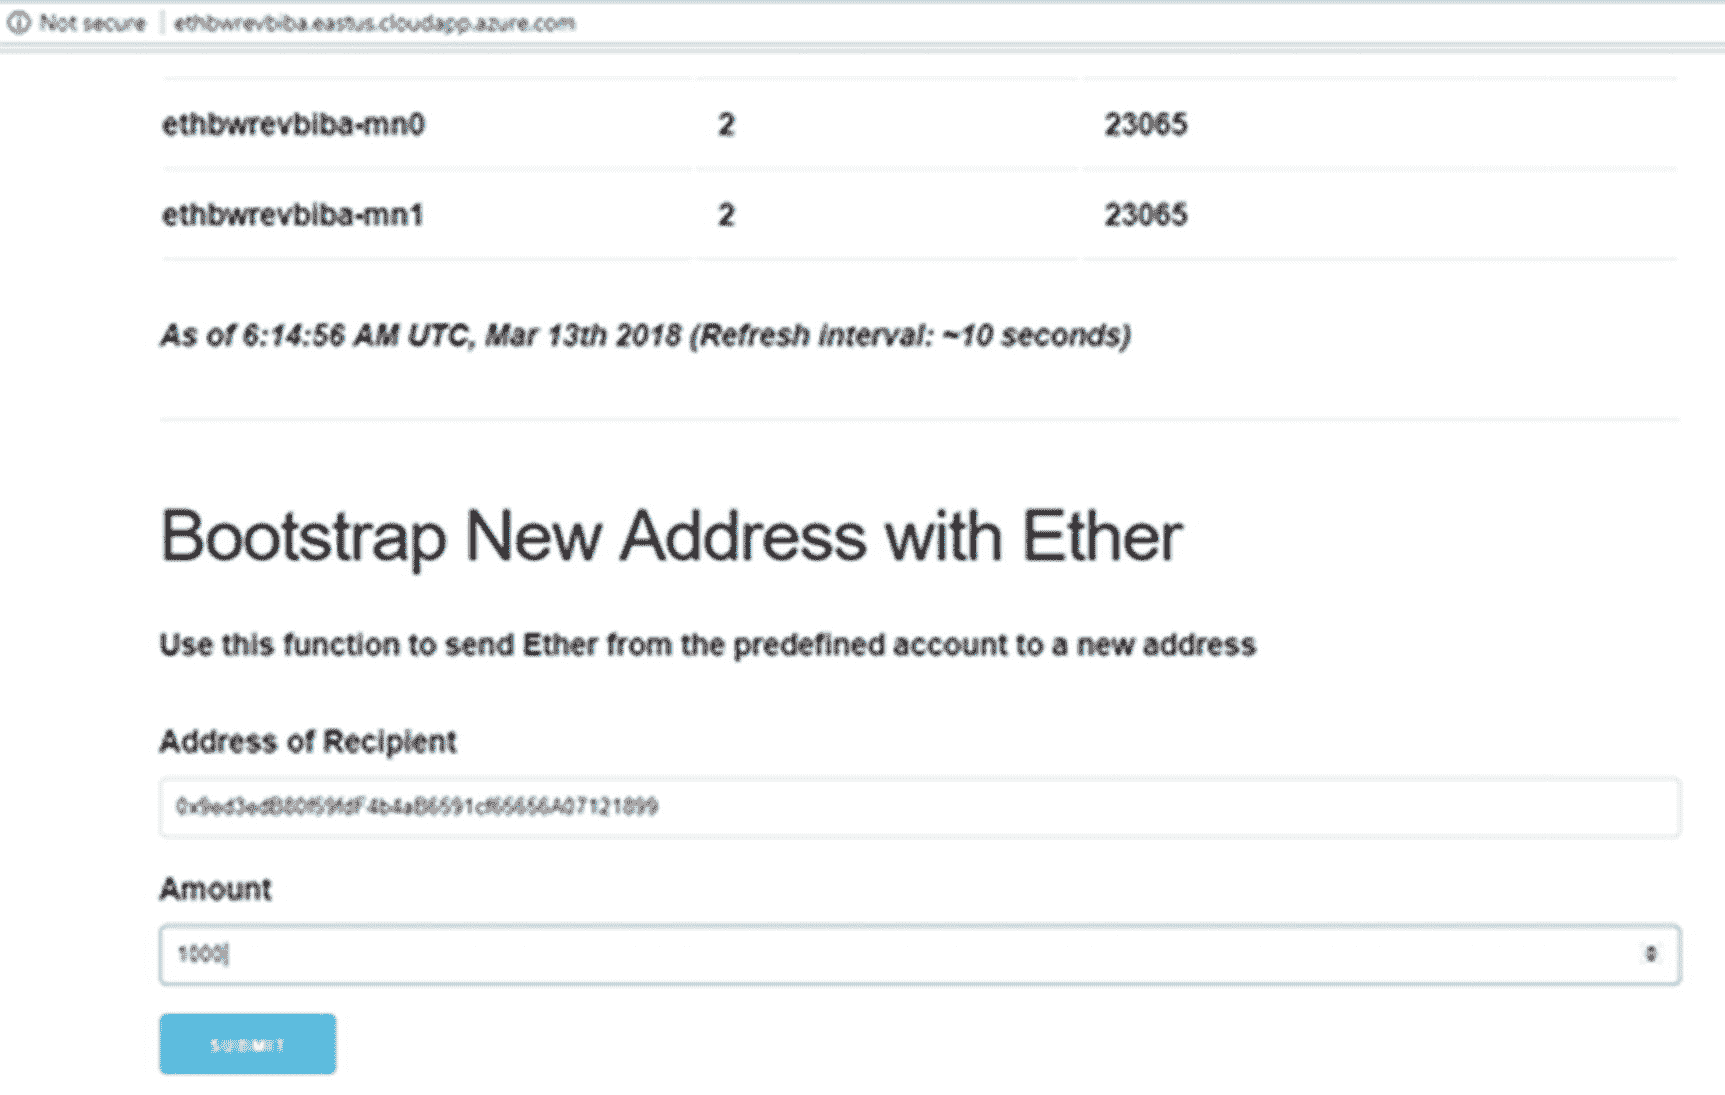 Not secure | ethbwrevbiba.eastus.cloudapp.azure.com
ethbwrevbiba-mn0 2 23065
ethbwrevbiba-mn1 2 23065
As of 6:14:56 AM UTC, Mar 13th 2018 (Refresh interval: ~10 seconds)
Bootstrap New Address with Ether
Use this function to send Ether from the predefined account to a new address
Address of Recipient
Amount
1000
SUBMIT